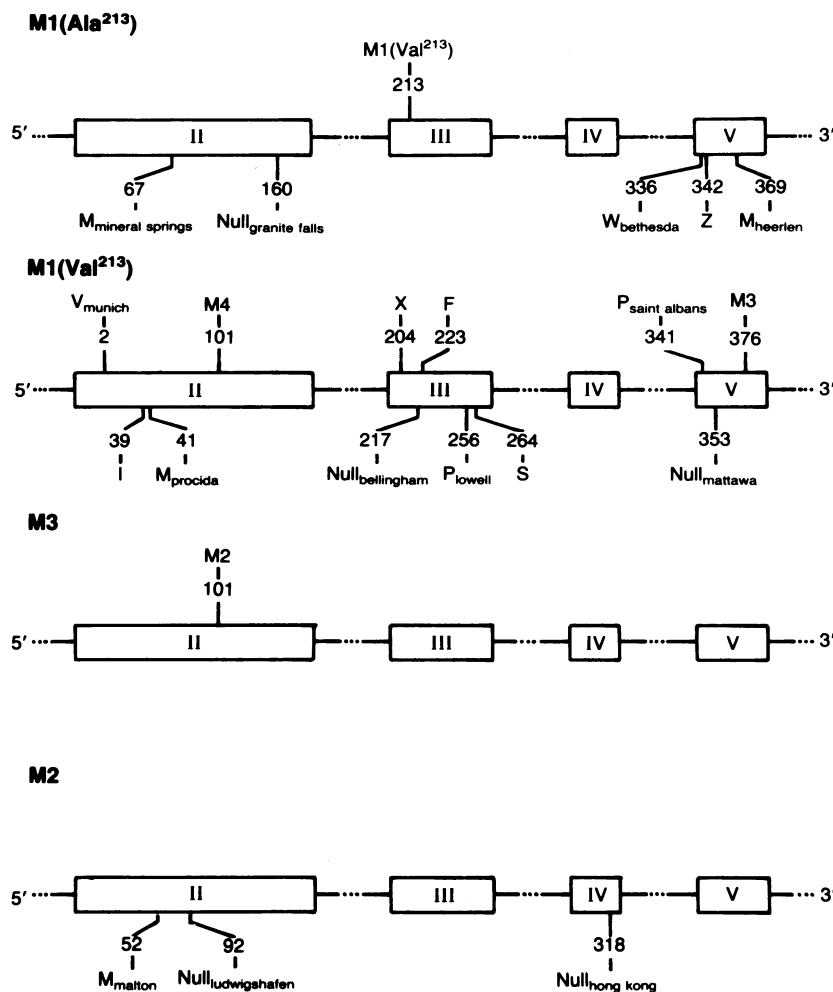 M1(Ala²¹³)
M1(Val²¹³)
213
5' II III IV V 3'
67 160 336 342 369
Mmineral springs Nullgranite falls Wbethesda Z Mheerlen
M1(Val²¹³)
Vmunich M4 X F Psaint albans M3
2 101 204 223 341 376
5' II III IV V 3'
39 41 217 256 264 353
I Mprocida Nullbellingham Plowell S Nullmattawa
M3
M2
101
5' II III IV V 3'
M2
5' II III IV V 3'
52 92 318
Mmalton Nullludwigshafen Nullhong kong